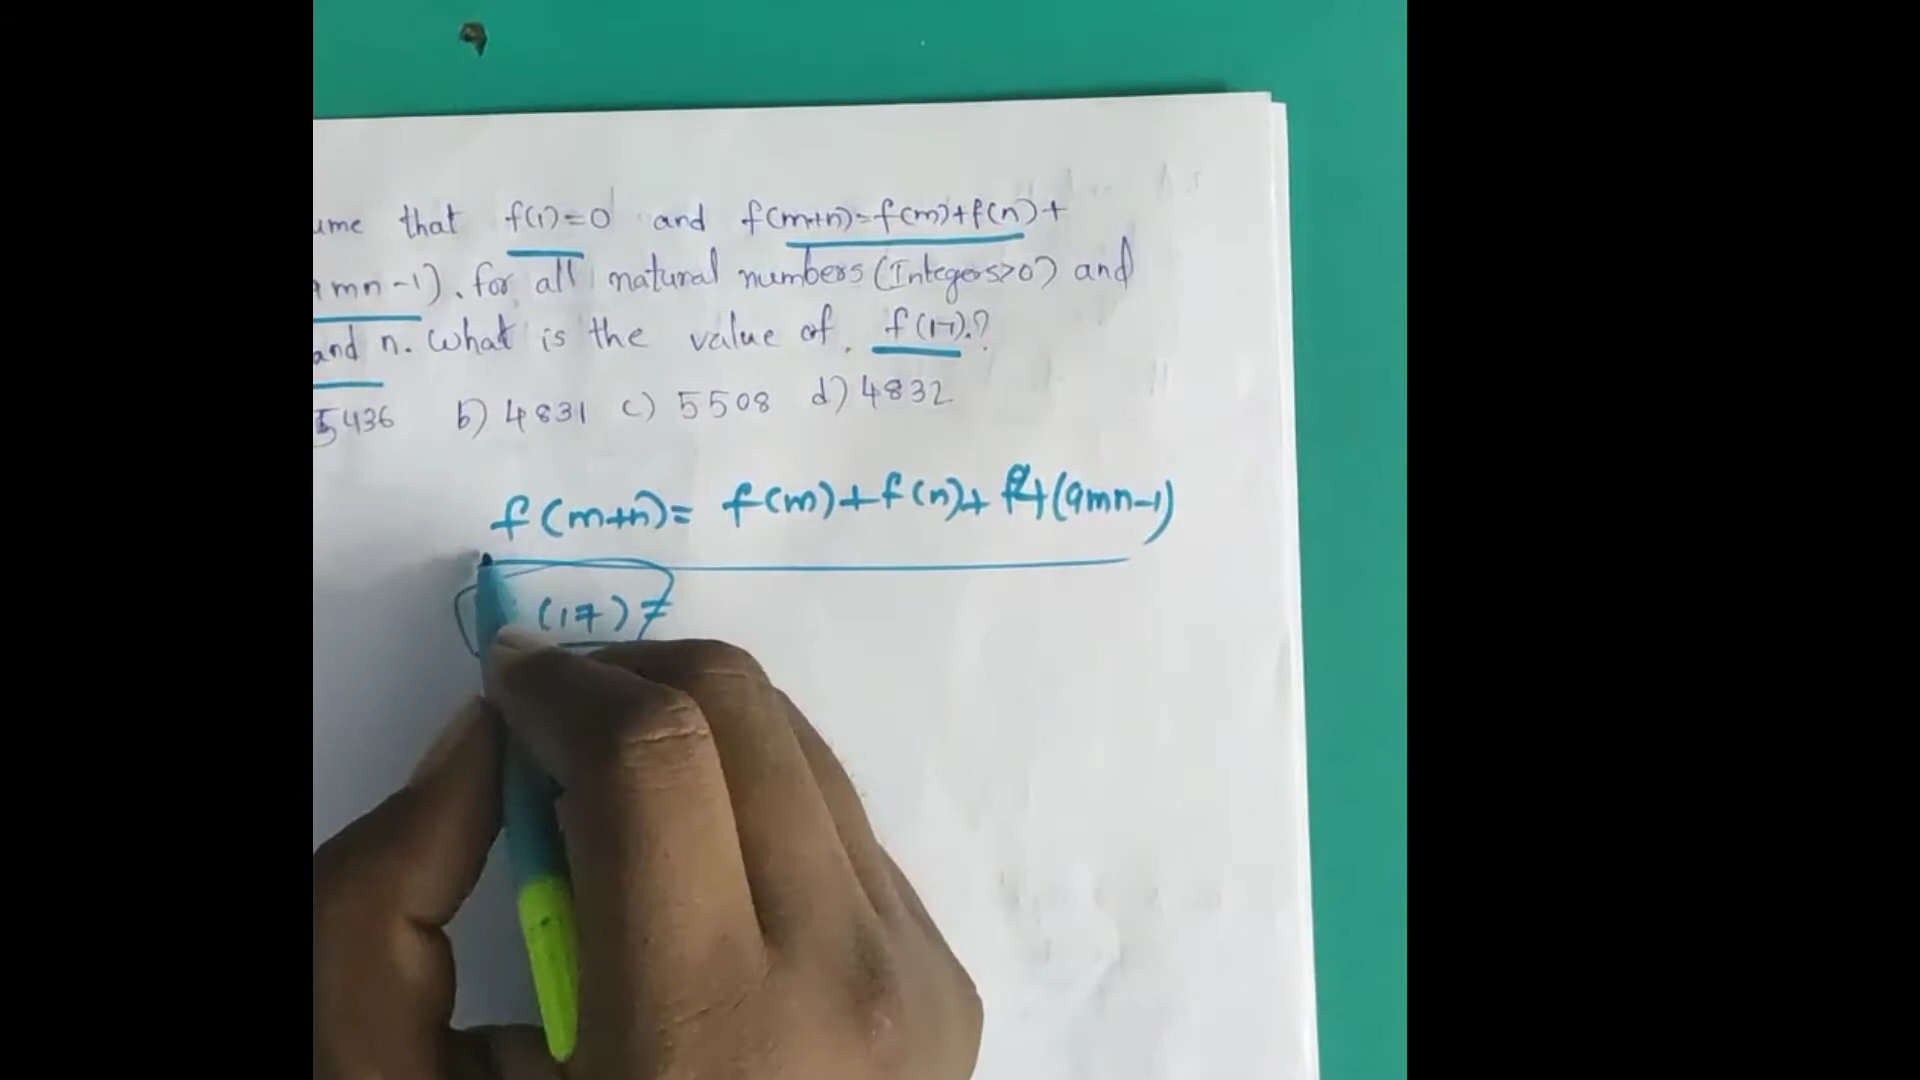 ume that f(1)=0 and f(m+n)=f(m)+f(n)+
mn-1). for all natural numbers (Integers>0) and
and n. What is the value of. f(17).?
5436 b) 4831 c) 5508 d) 4832
f(m+n)= f(m)+f(n)+ 4(9mn-1)
(17)=